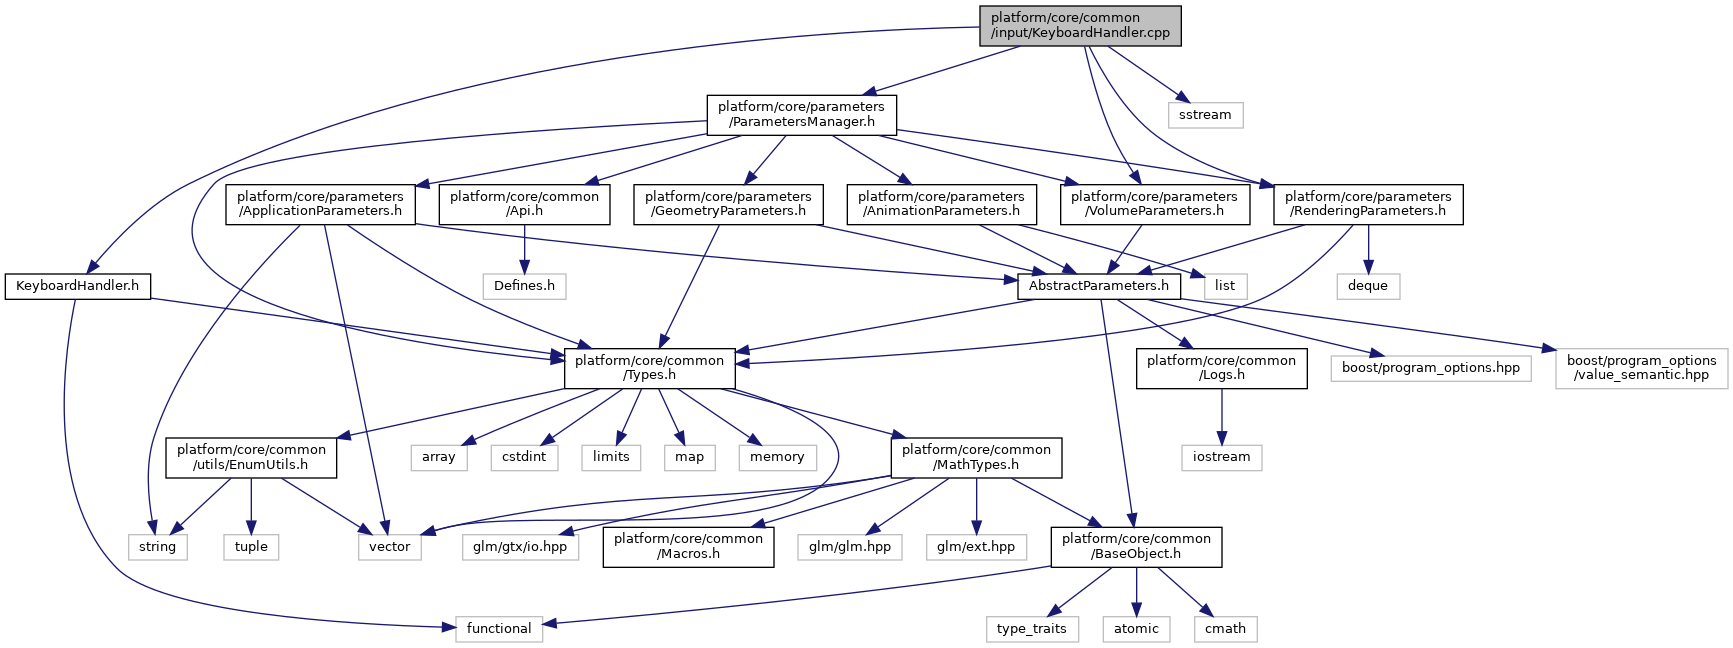 platform/core/common
/input/KeyboardHandler.cpp
platform/core/parameters
/ParametersManager.h
sstream
platform/core/parameters
/ApplicationParameters.h
platform/core/common
/Api.h
platform/core/parameters
/GeometryParameters.h
platform/core/parameters
/AnimationParameters.h
platform/core/parameters
/VolumeParameters.h
platform/core/parameters
/RenderingParameters.h
KeyboardHandler.h
Defines.h
AbstractParameters.h
list
deque
platform/core/common
/Types.h
platform/core/common
/Logs.h
boost/program_options.hpp
boost/program_options
/value_semantic.hpp
platform/core/common
/utils/EnumUtils.h
array
cstdint
limits
map
memory
platform/core/common
/MathTypes.h
iostream
string
tuple
vector
glm/gtx/io.hpp
platform/core/common
/Macros.h
glm/glm.hpp
glm/ext.hpp
platform/core/common
/BaseObject.h
functional
type_traits
atomic
cmath